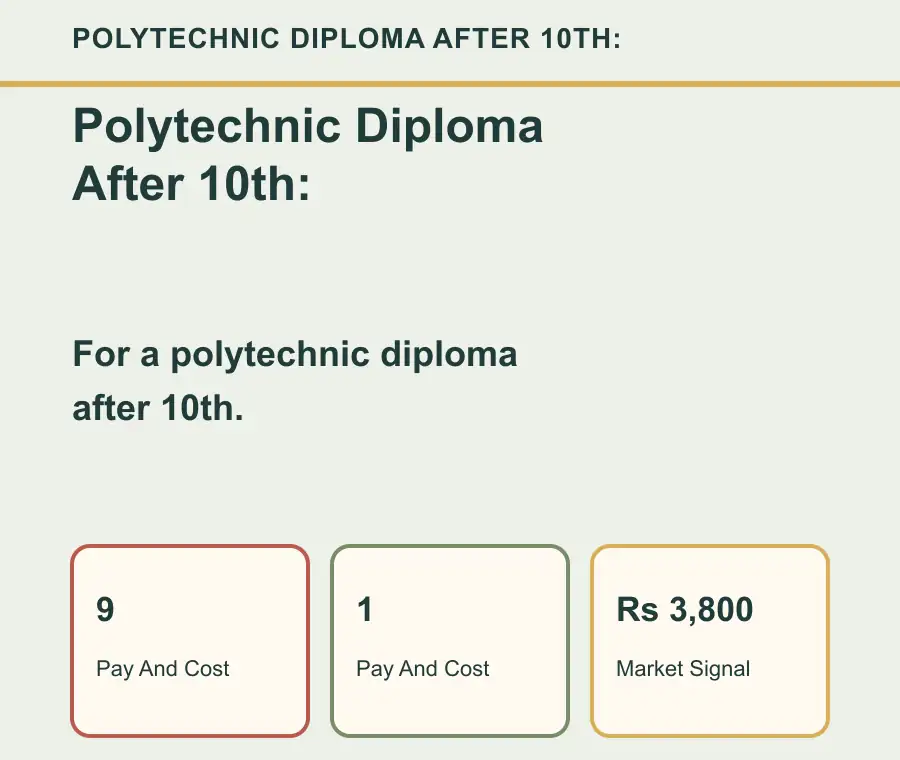 POLYTECHNIC DIPLOMA AFTER 10TH:
Polytechnic Diploma
After 10th:
For a polytechnic diploma
after 10th.
9
Pay And Cost
1
Pay And Cost
Rs 3,800
Market Signal